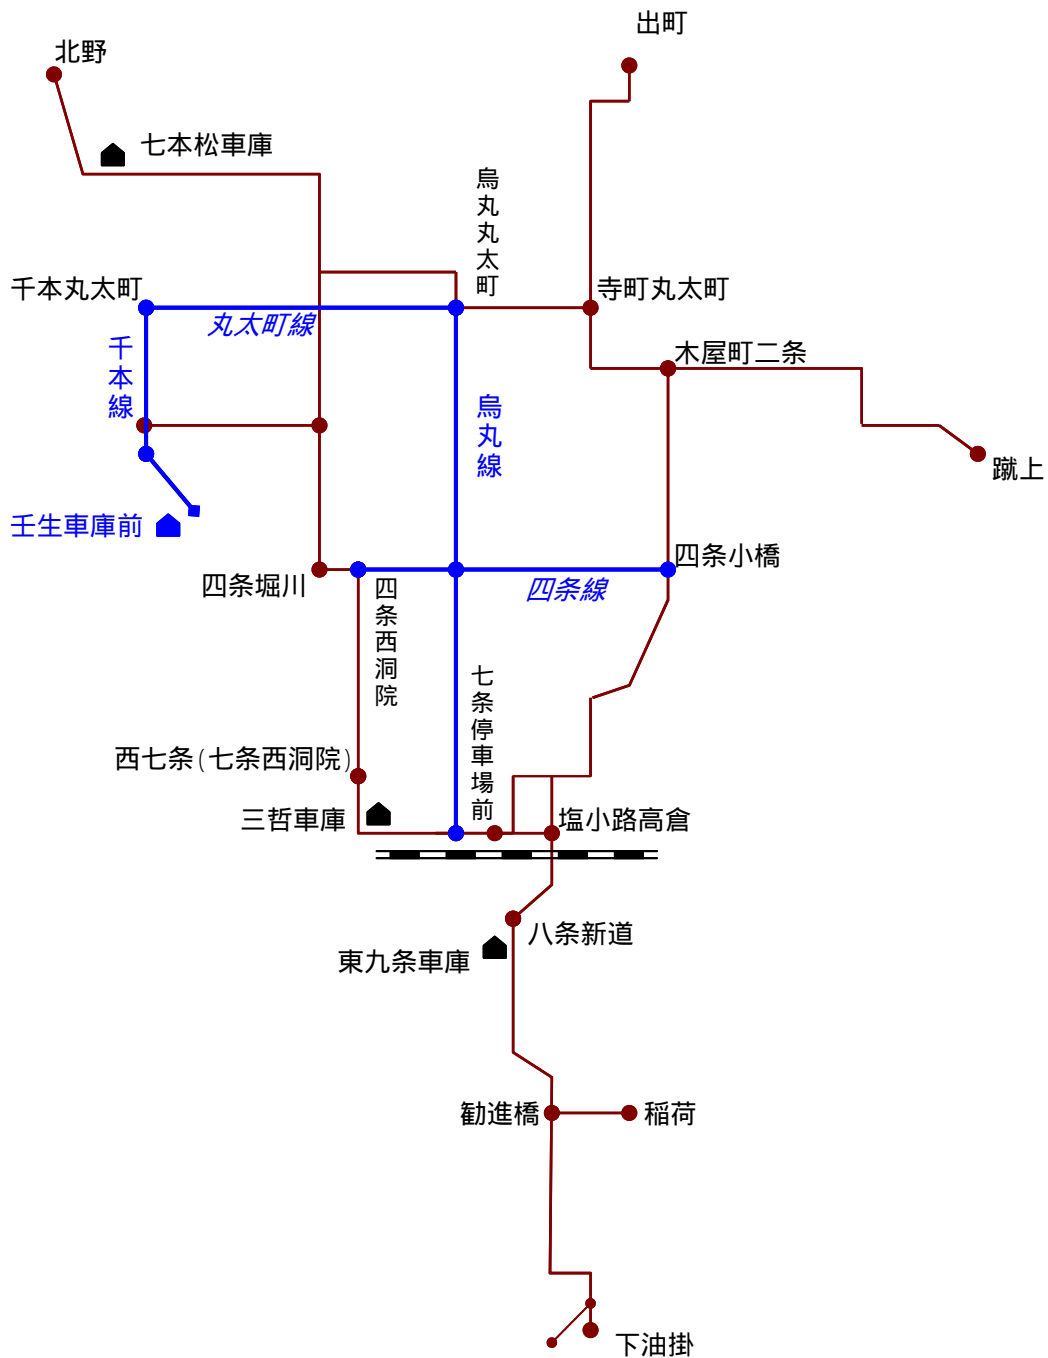 出町
北野
七本松車庫
烏丸丸太町
千本丸太町
寺町丸太町
丸太町線
千本線
木屋町二条
烏丸線
蹴上
壬生車庫前
四条小橋
四条堀川
四条西洞院
四条線
七条停車場前
西七条(七条西洞院)
三哲車庫
塩小路高倉
八条新道
東九条車庫
勧進橋
稲荷
下油掛